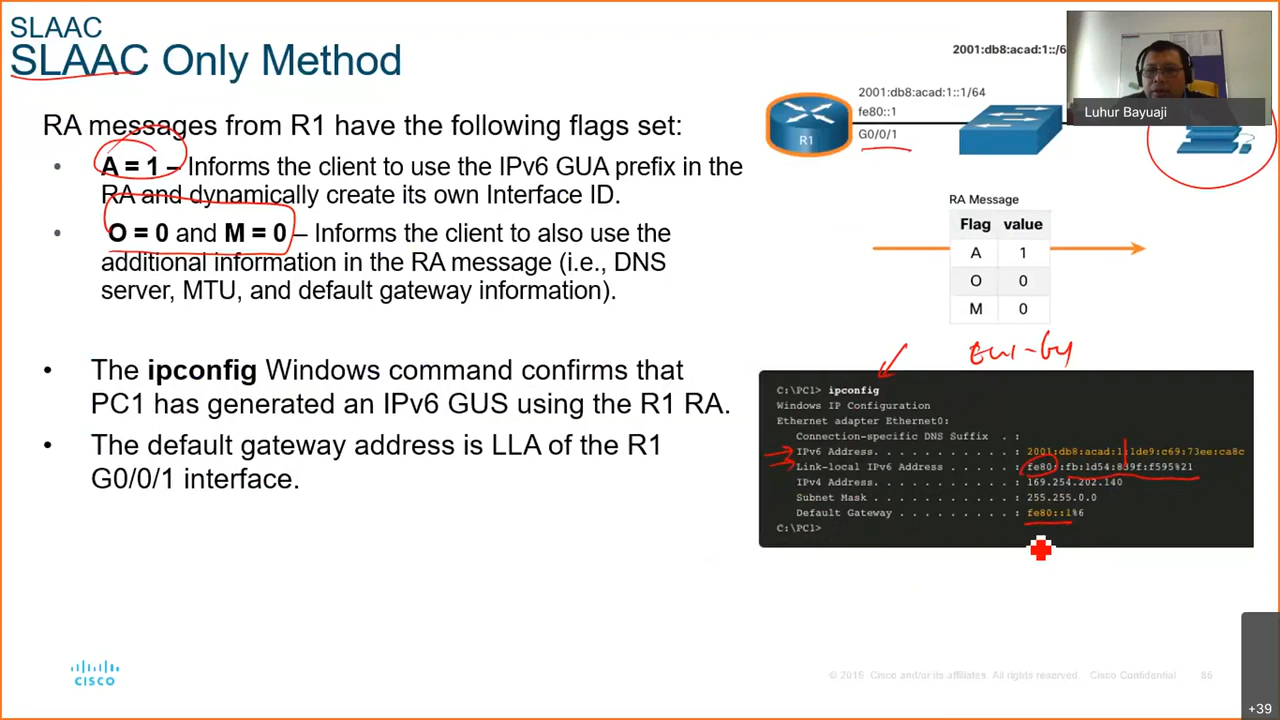 SLAAC
SLAAC Only Method
RA messages from R1 have the following flags set:
• A = 1 – Informs the client to use the IPv6 GUA prefix in the
RA and dynamically create its own Interface ID.
• O = 0 and M = 0 – Informs the client to also use the
additional information in the RA message (i.e., DNS
server, MTU, and default gateway information).
• The ipconfig Windows command confirms that
PC1 has generated an IPv6 GUS using the R1 RA.
• The default gateway address is LLA of the R1
G0/0/1 interface.
2001:db8:acad:1::/6
2001:db8:acad:1::1/64
fe80::1
G0/0/1
R1
Luhur Bayuaji
RA Message
Flag value
A 1
O 0
M 0
C:\PC1> ipconfig
Windows IP Configuration
Ethernet adapter Ethernet0:
Connection-specific DNS Suffix . :
IPv6 Address. . . . . . . . . . . : 2001:db8:acad:1:1de9:c69:73ee:ca8c
Link-local IPv6 Address . . . . . : fe80::fb:1d54:839f:f595%21
IPv4 Address. . . . . . . . . . . : 169.254.202.140
Subnet Mask . . . . . . . . . . . : 255.255.0.0
Default Gateway . . . . . . . . . : fe80::1%6
C:\PC1>
CISCO
© 2016 Cisco and/or its affiliates. All rights reserved. Cisco Confidential 86
+39